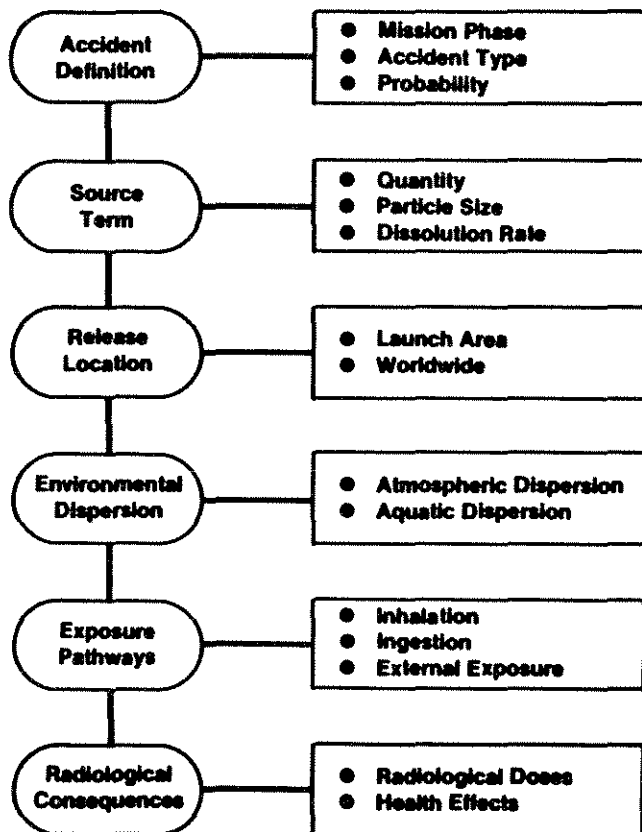 Accident
Definition
● Mission Phase
● Accident Type
● Probability
Source
Term
● Quantity
● Particle Size
● Dissolution Rate
Release
Location
● Launch Area
● Worldwide
Environmental
Dispersion
● Atmospheric Dispersion
● Aquatic Dispersion
Exposure
Pathways
● Inhalation
● Ingestion
● External Exposure
Radiological
Consequences
● Radiological Doses
● Health Effects